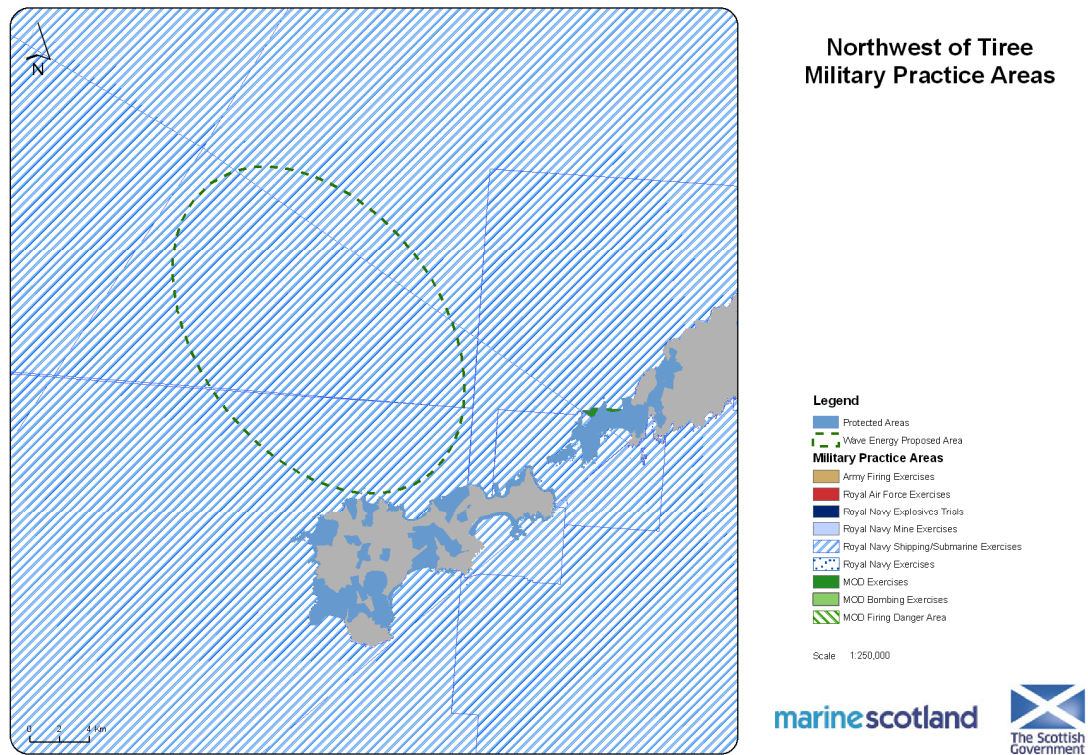 Northwest of Tiree
Military Practice Areas
N
Legend
Protected Areas
Wave Energy Proposed Area
Military Practice Areas
Army Firing Exercises
Royal Air Force Exercises
Royal Navy Explosives Trials
Royal Navy Mine Exercises
Royal Navy Shipping/Submarine Exercises
Royal Navy Exercises
MOD Exercises
MOD Bombing Exercises
MOD Firing Danger Area
Scale 1:250,000
0 2 4 Km
marinescotland
The Scottish
Government